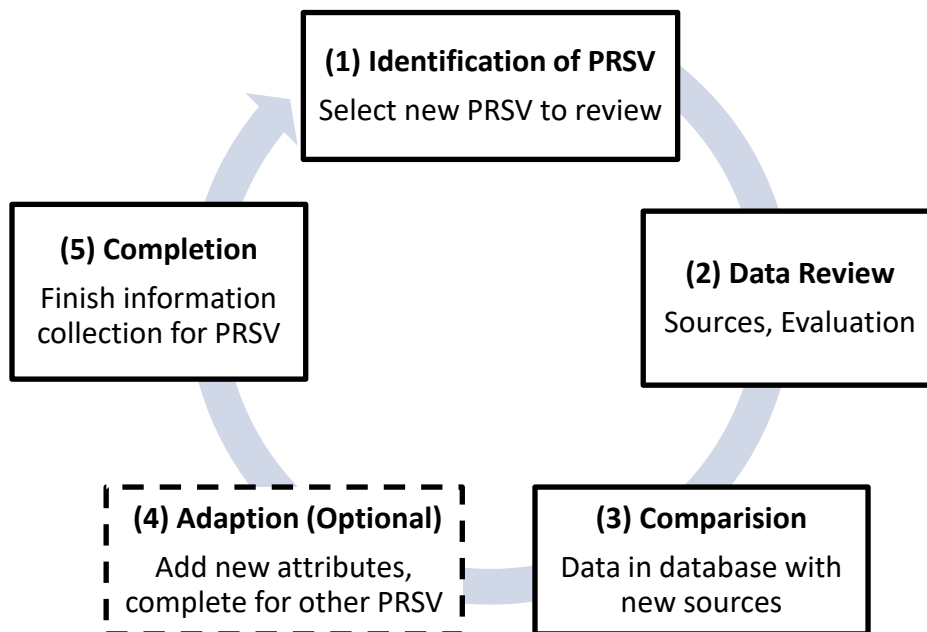 (1) Identification of PRSV
Select new PRSV to review
(2) Data Review
Sources, Evaluation
(3) Comparision
Data in database with
new sources
(4) Adaption (Optional)
Add new attributes,
complete for other PRSV
(5) Completion
Finish information
collection for PRSV